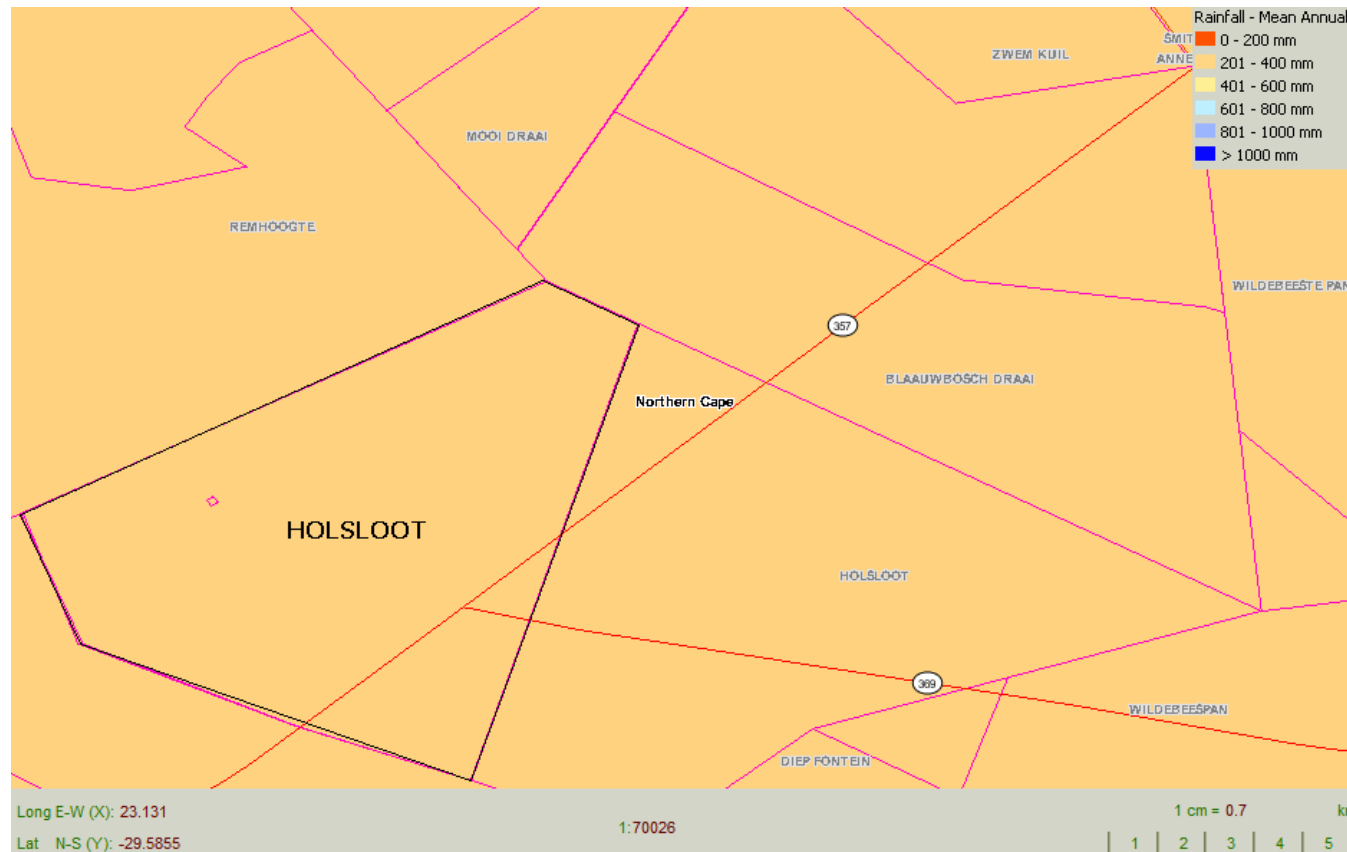 Rainfall - Mean Annual
0 - 200 mm
201 - 400 mm
401 - 600 mm
601 - 800 mm
801 - 1000 mm
> 1000 mm
SMIT
ANNE
ZWEM KUIL
MOOI DRAAI
REMHOOGTE
WILDEBEESTE PAN
357
BLAAUWBOSCH DRAAI
Northern Cape
HOLSLOOT
HOLSLOOT
369
WILDEBEESPAN
DIEP FONTEIN
Long E-W (X): 23.131
1:70026
1 cm = 0.7 k
Lat N-S (Y): -29.5855
1 2 3 4 5